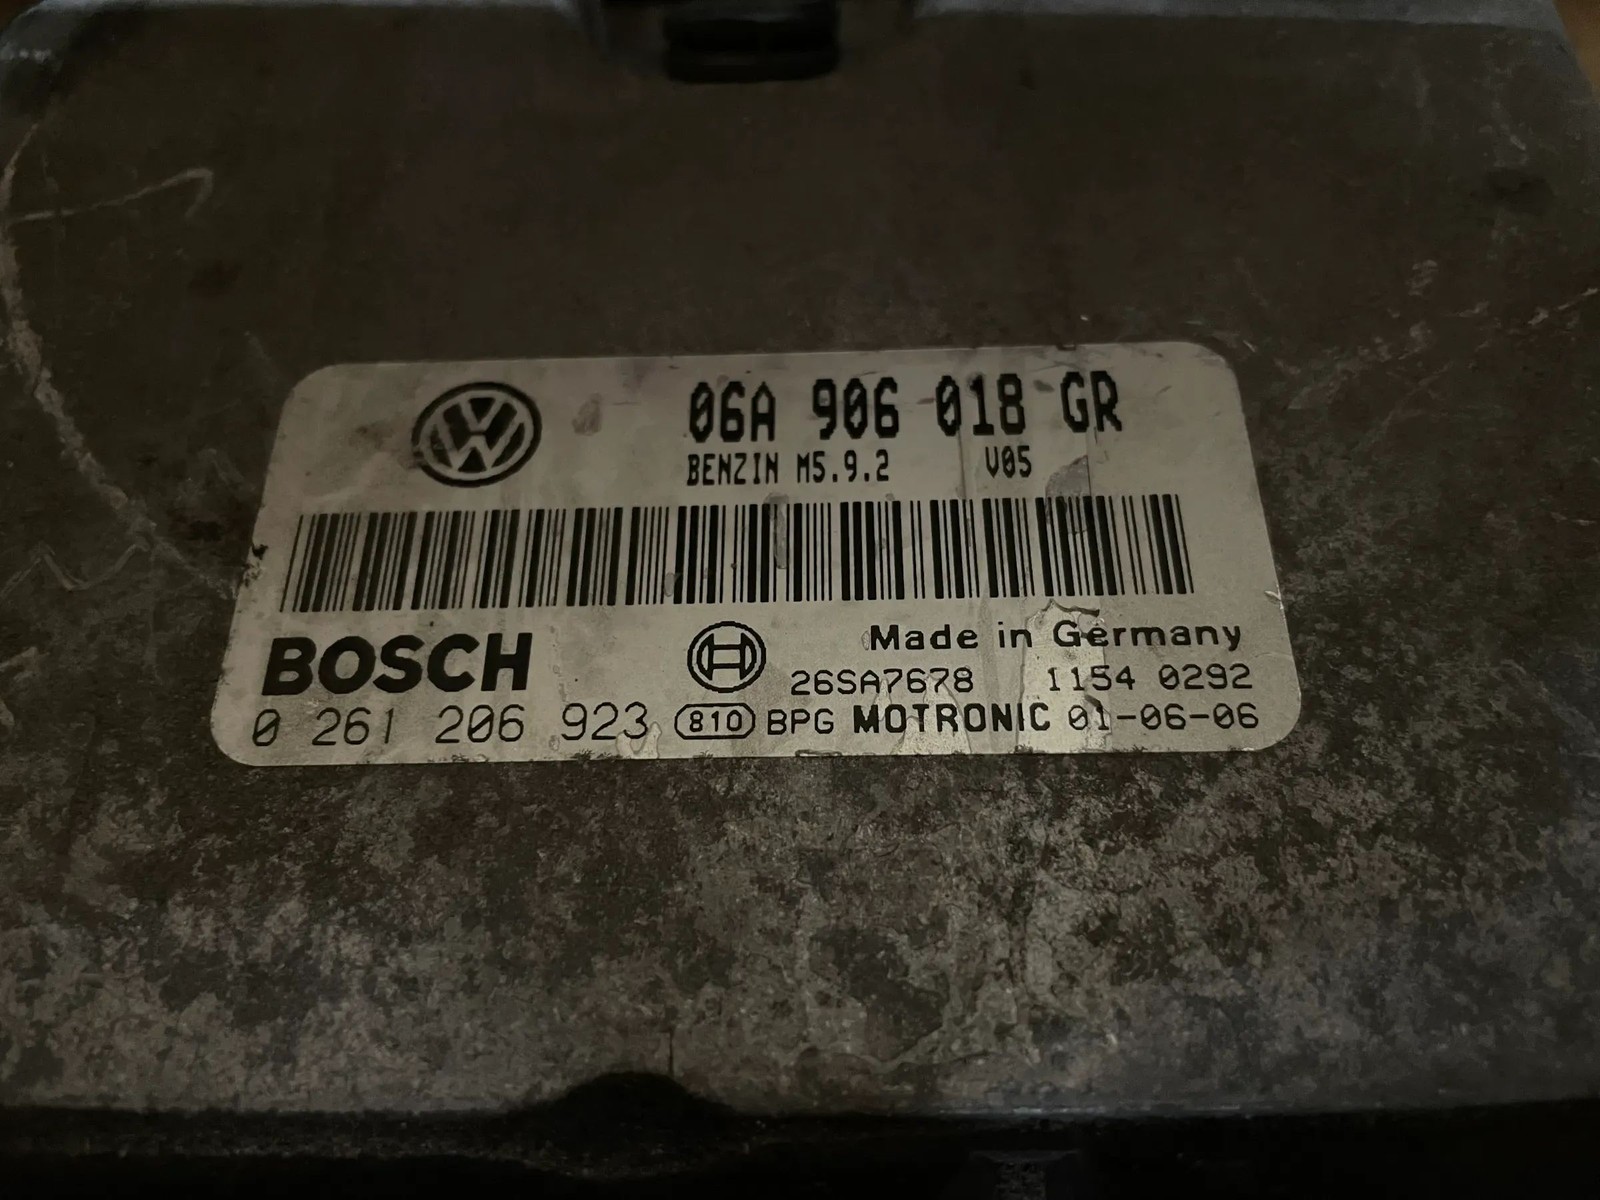 06A 906 018 GR
BENZIN M5.9.2 V05
BOSCH
Made in Germany
26SA7678 1154 0292
0 261 206 923 810 BPG MOTRONIC 01-06-06